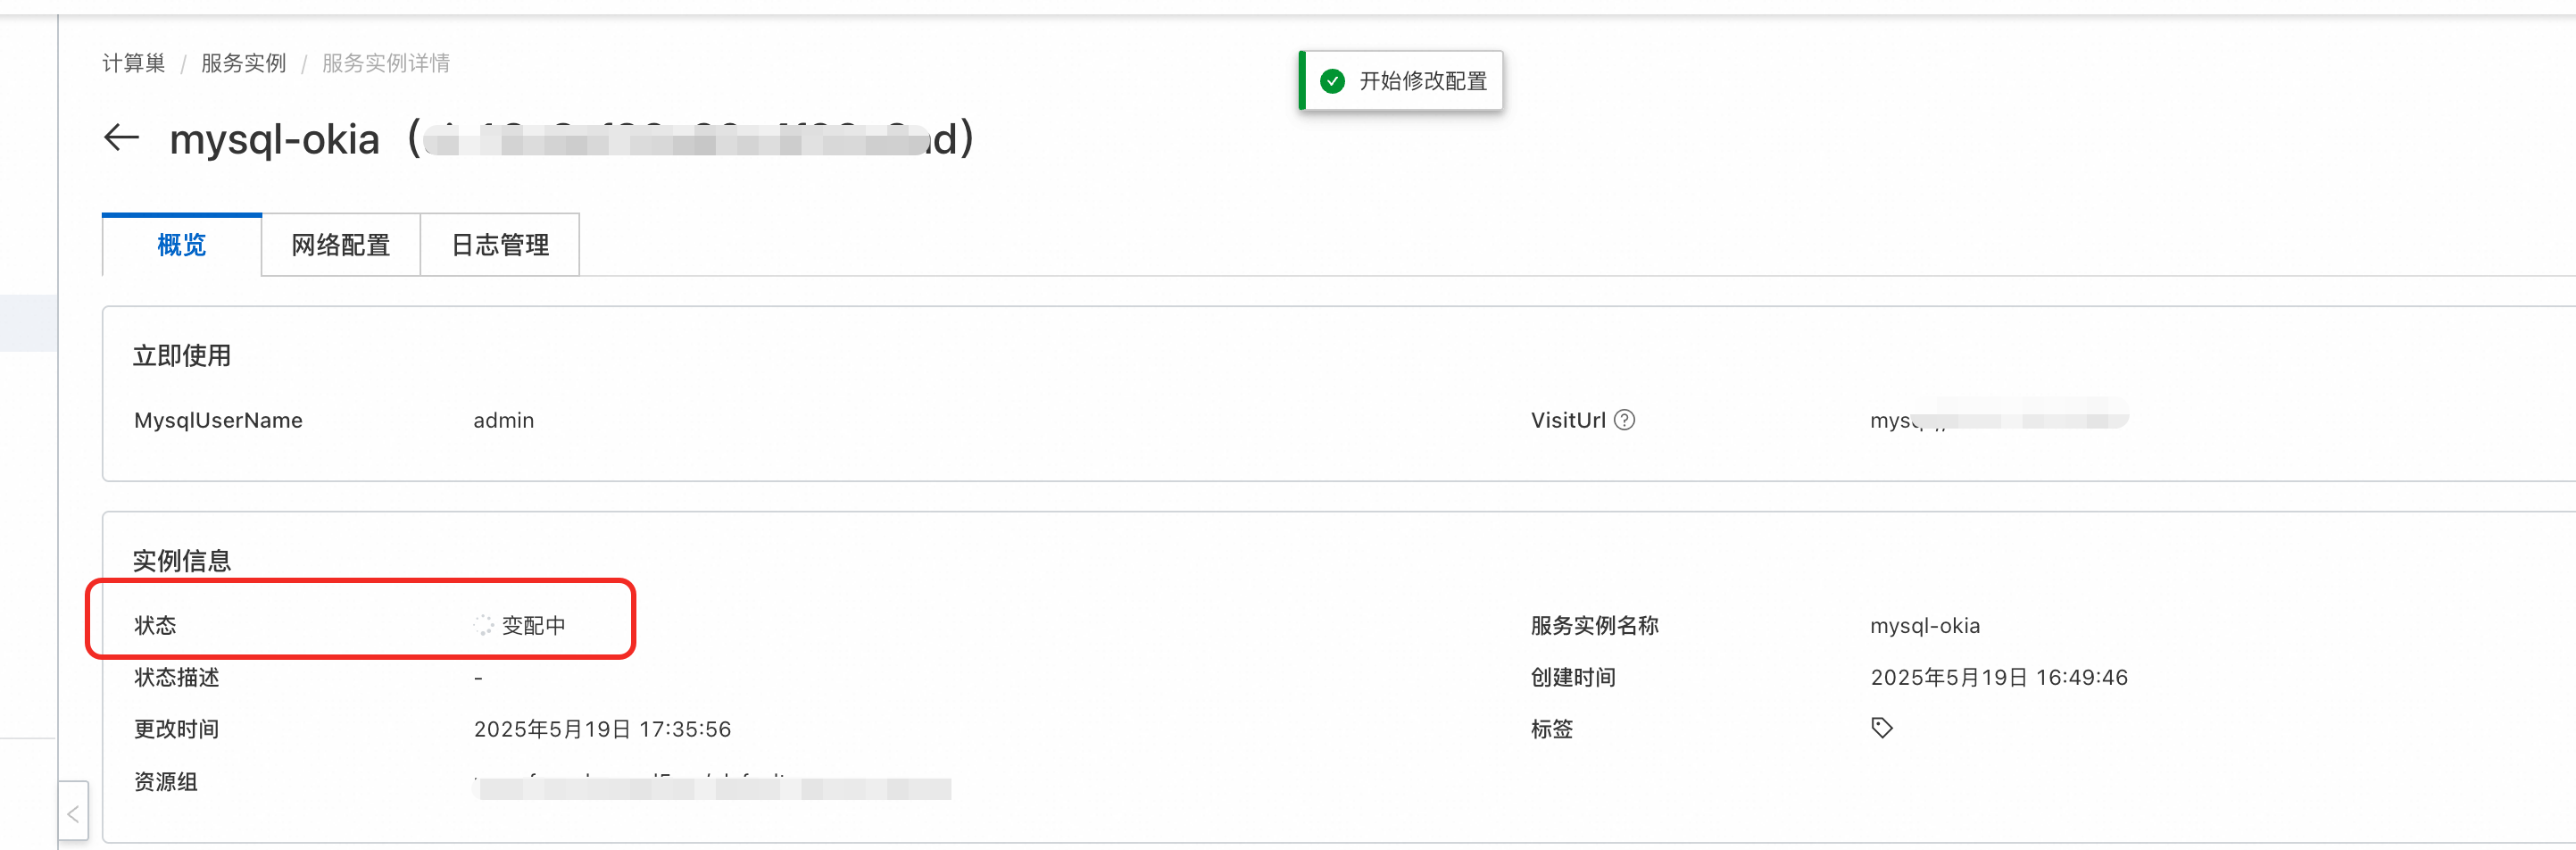 计算巢 / 服务实例 / 服务实例详情
开始修改配置
mysql-okia
概览 网络配置 日志管理
立即使用
MysqlUserName admin VisitUrl
实例信息
状态 变配中 服务实例名称 mysql-okia
状态描述 - 创建时间 2025年5月19日 16:49:46
更改时间 2025年5月19日 17:35:56 标签
资源组